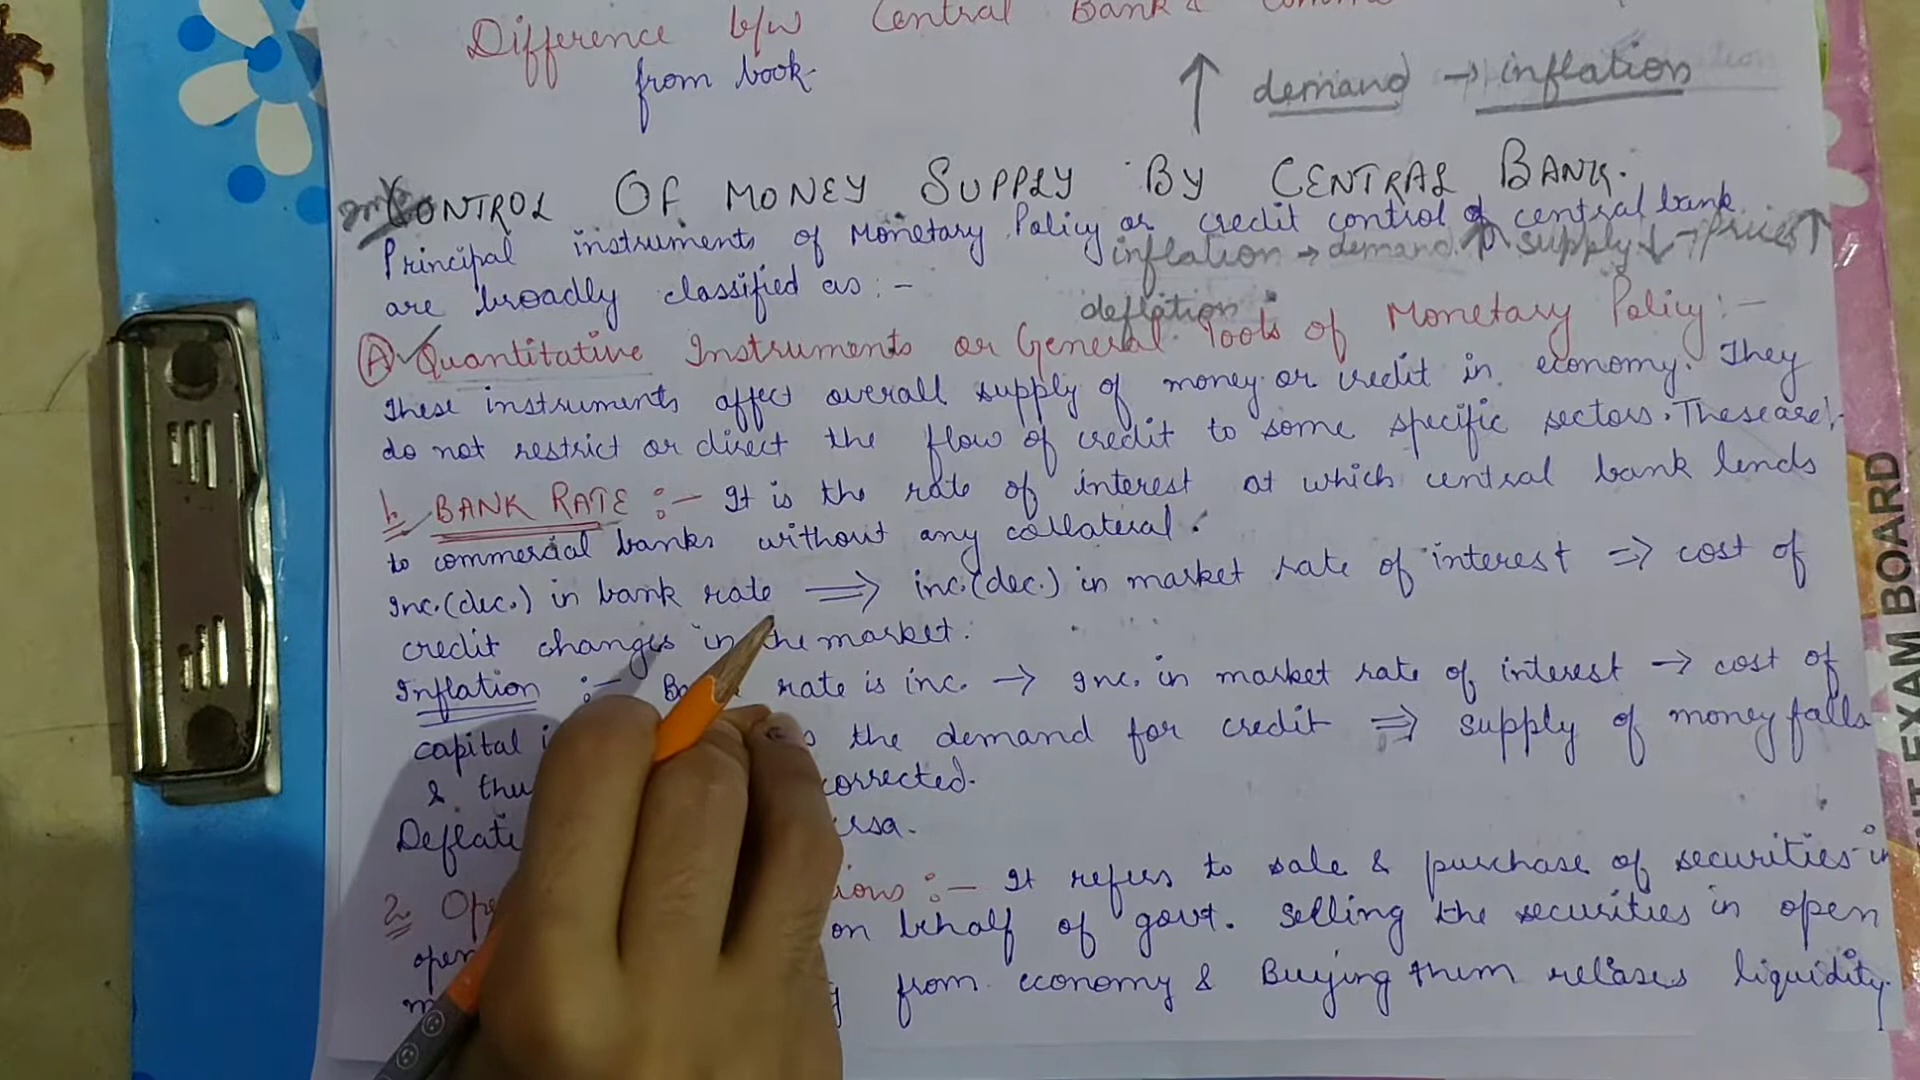 Difference b/w Central Bank &
from book
↑ demand → inflation
CONTROL OF MONEY SUPPLY BY CENTRAL BANK.
Principal instruments of Monetary Policy or credit control of central bank
inflation → demand ↑ supply ↓ → prices ↑
are broadly classified as :-
deflation
(A) Quantitative Instruments or General Tools of Monetary Policy :-
These instruments affect overall supply of money or credit in economy. They
do not restrict or direct the flow of credit to some specific sectors. These are:
1. BANK RATE :- It is the rate of interest at which central bank lends
to commercial banks without any collateral.
Inc.(dec.) in bank rate ⟹ inc.(dec.) in market rate of interest ⟹ cost of
credit changes in the market.
Inflation :- Bank rate is inc. → Inc. in market rate of interest → cost of
capital the demand for credit ⟹ supply of money falls
& corrected.
2. :- It refers to sale & purchase of securities in
on behalf of govt. Selling the securities in open
from economy & Buying them relases liquidity.
EXAM BOARD